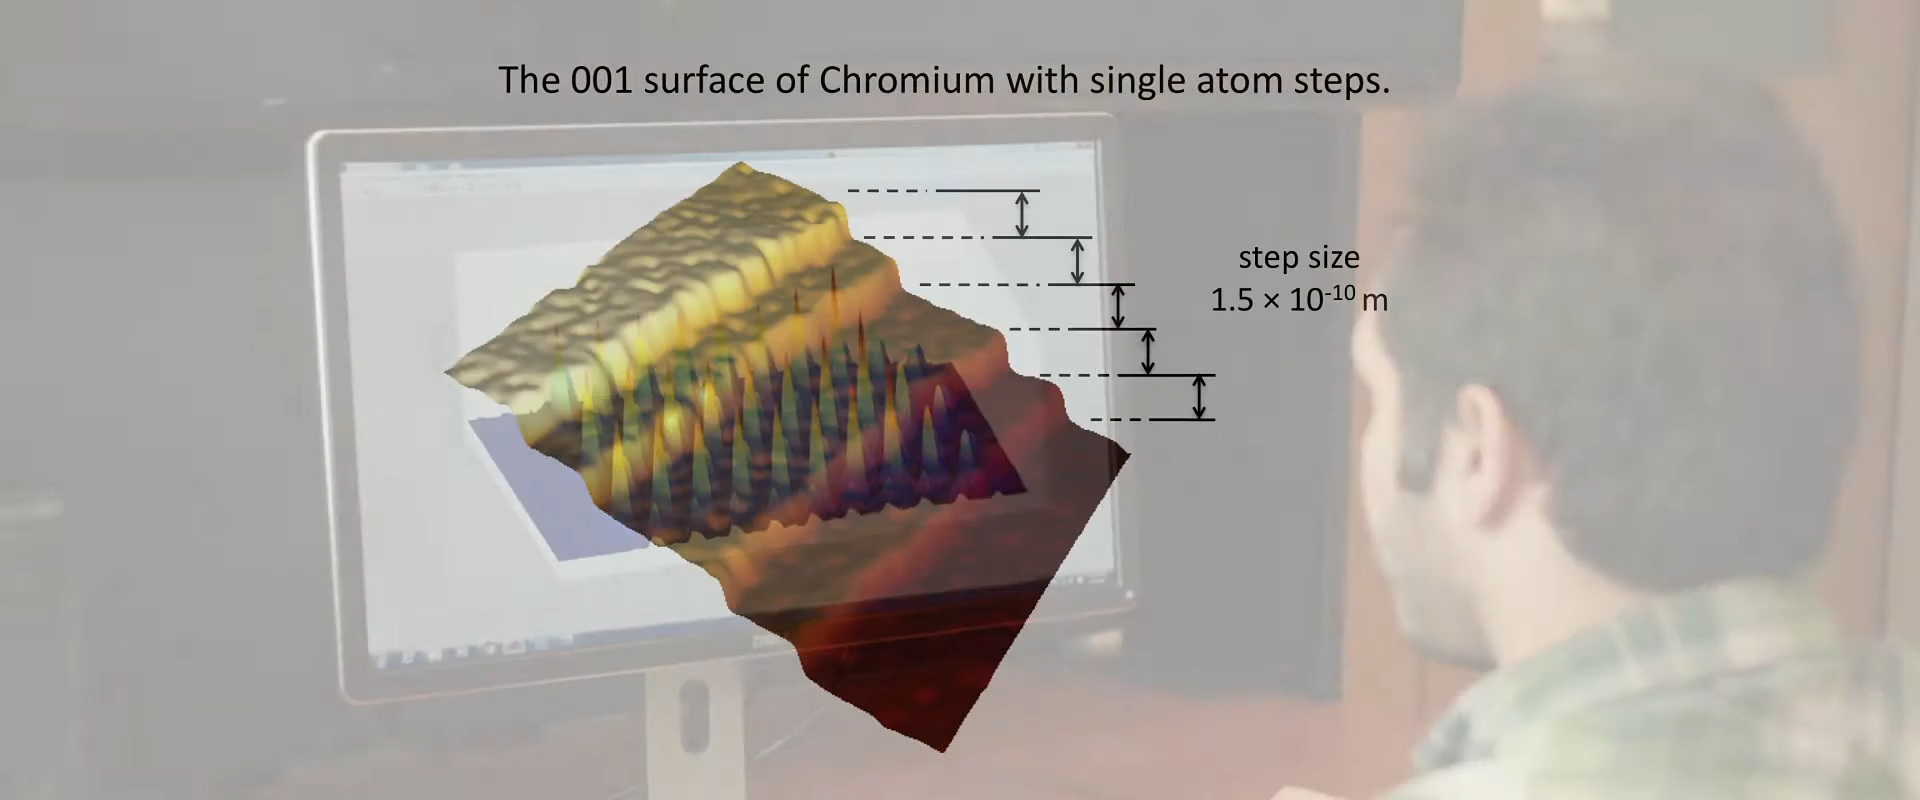 The 001 surface of Chromium with single atom steps.
step size
1.5 × 10⁻¹⁰ m